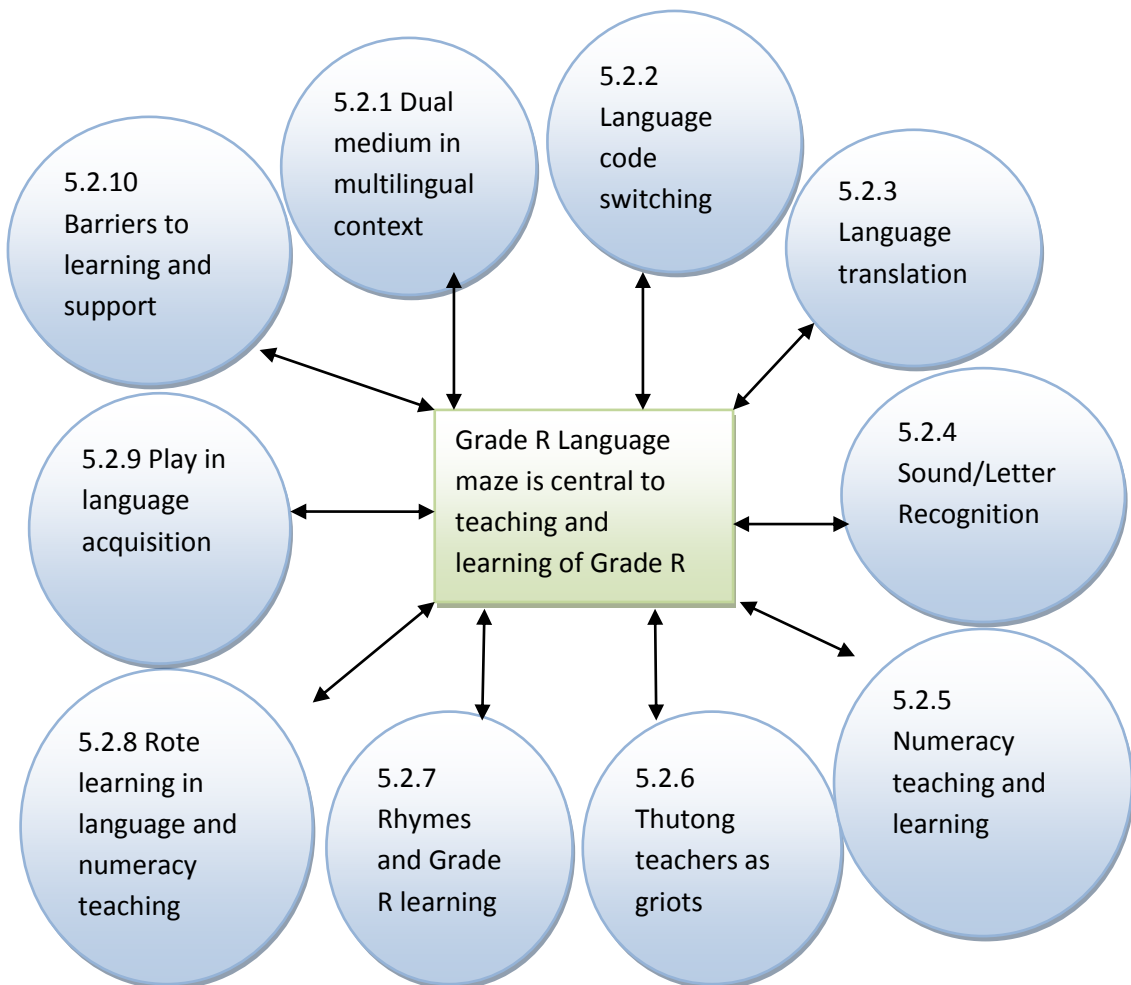 5.2.1 Dual
medium in
multilingual
context
5.2.2
Language
code
switching
5.2.3
Language
translation
5.2.4
Sound/Letter
Recognition
5.2.5
Numeracy
teaching and
learning
5.2.6
Thutong
teachers as
griots
5.2.7
Rhymes
and Grade
R learning
5.2.8 Rote
learning in
language and
numeracy
teaching
5.2.9 Play in
language
acquisition
5.2.10
Barriers to
learning and
support
Grade R Language
maze is central to
teaching and
learning of Grade R